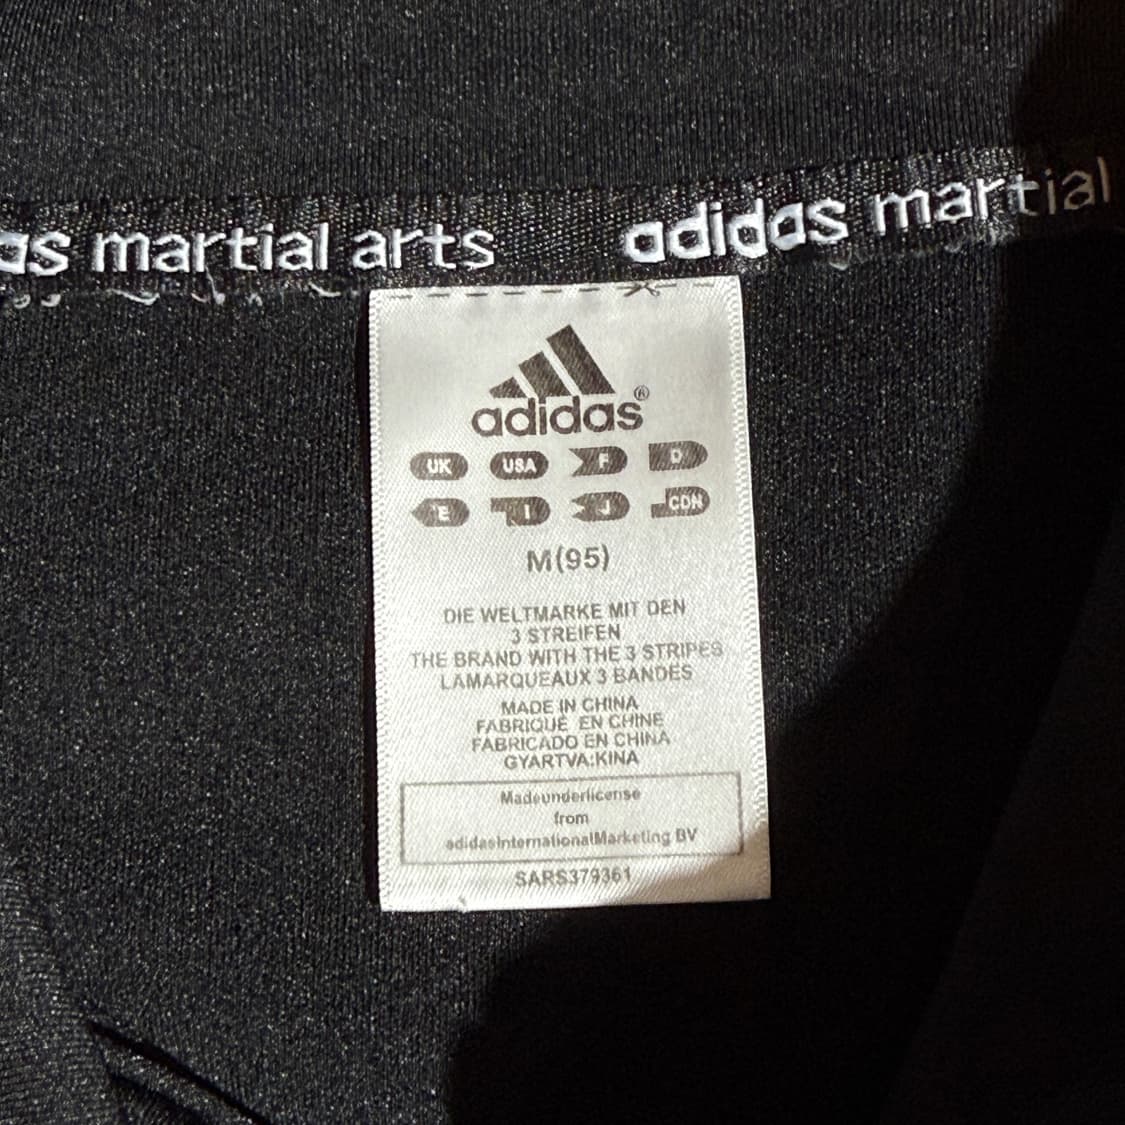 as martial arts
adidas martial
adidas®
UK USA F D
E I J CDN
M(95)
DIE WELTMARKE MIT DEN
3 STREIFEN
THE BRAND WITH THE 3 STRIPES
LAMARQUEAUX 3 BANDES
MADE IN CHINA
FABRIQUÉ EN CHINE
FABRICADO EN CHINA
GYARTVA:KINA
Madeunderlicense
from
adidasInternationalMarketing BV
SARS379361